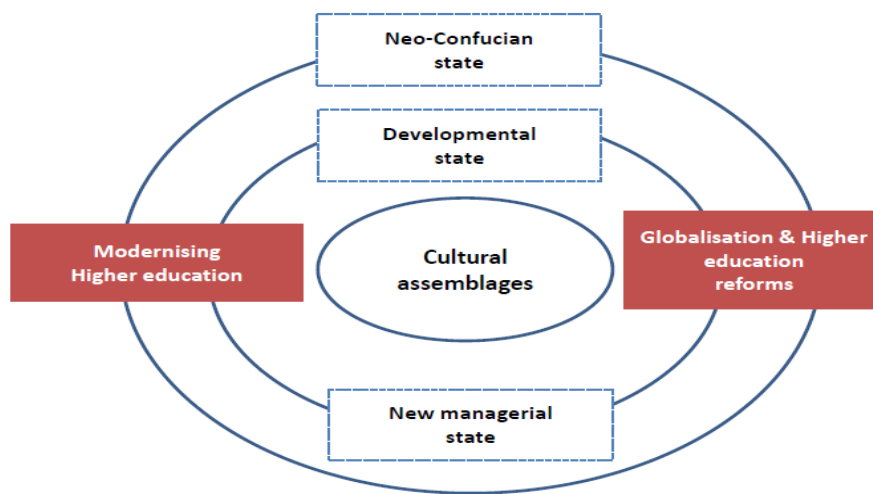 Neo-Confucian
state
Developmental
state
Modernising
Higher education
Cultural
assemblages
Globalisation & Higher
education
reforms
New managerial
state